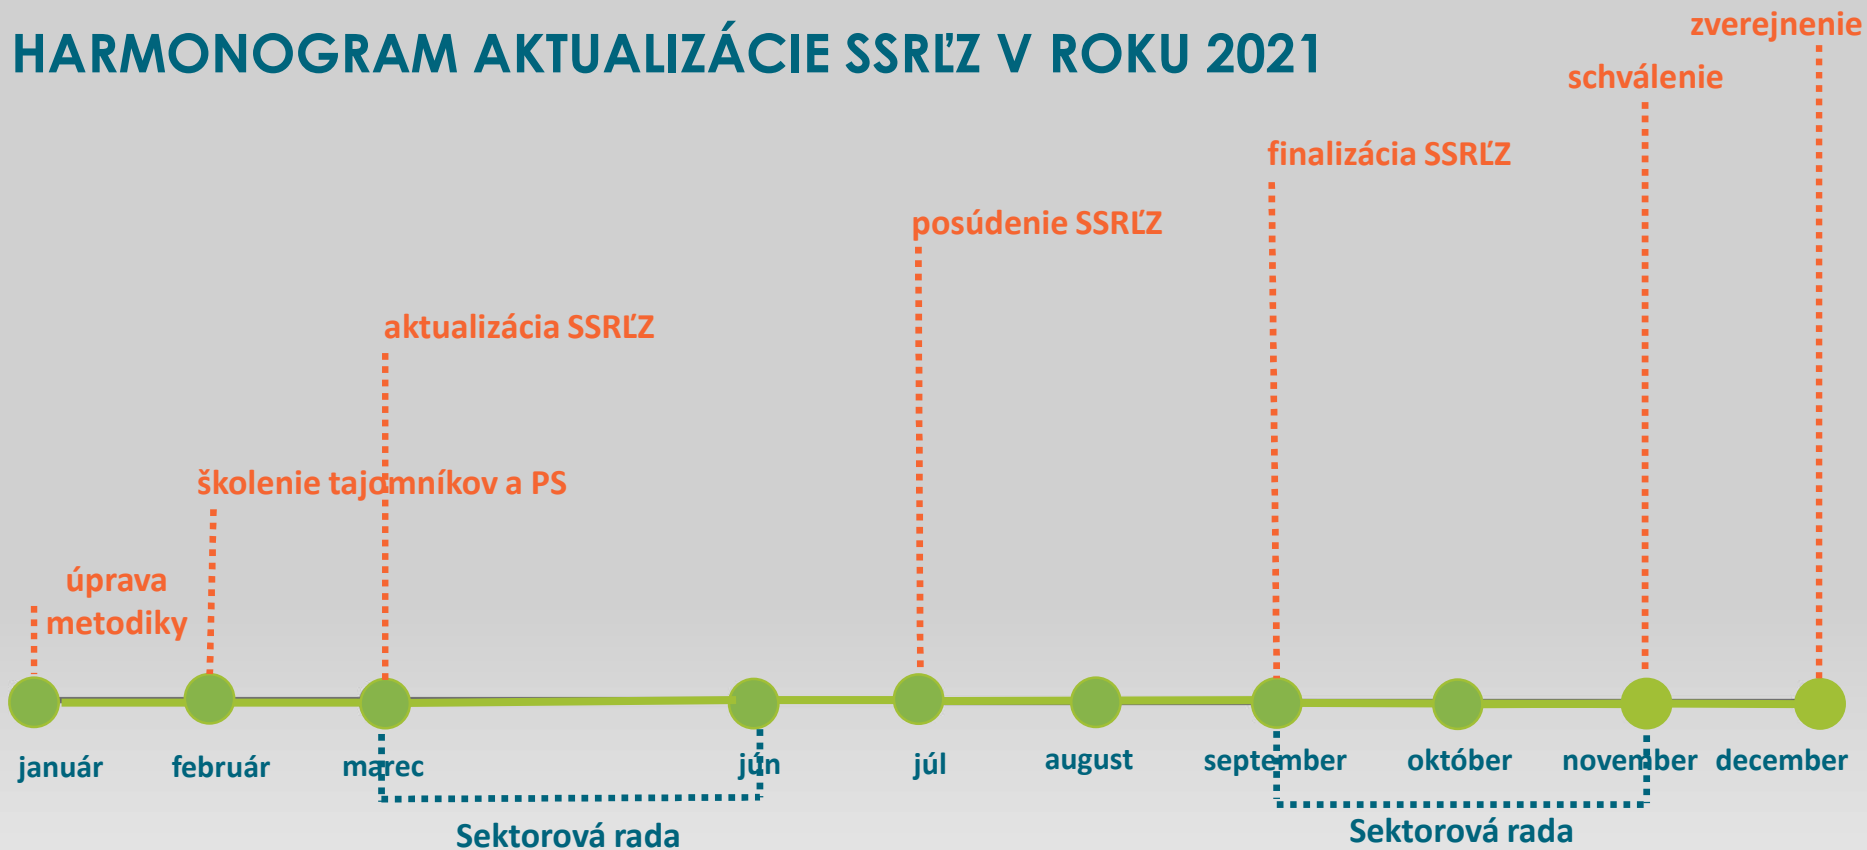 HARMONOGRAM AKTUALIZÁCIE SSRĽZ V ROKU 2021
zverejnenie
schválenie
finalizácia SSRĽZ
posúdenie SSRĽZ
aktualizácia SSRĽZ
školenie tajomníkov a PS
úprava
metodiky
január február marec jún júl august september október november december
Sektorová rada
Sektorová rada